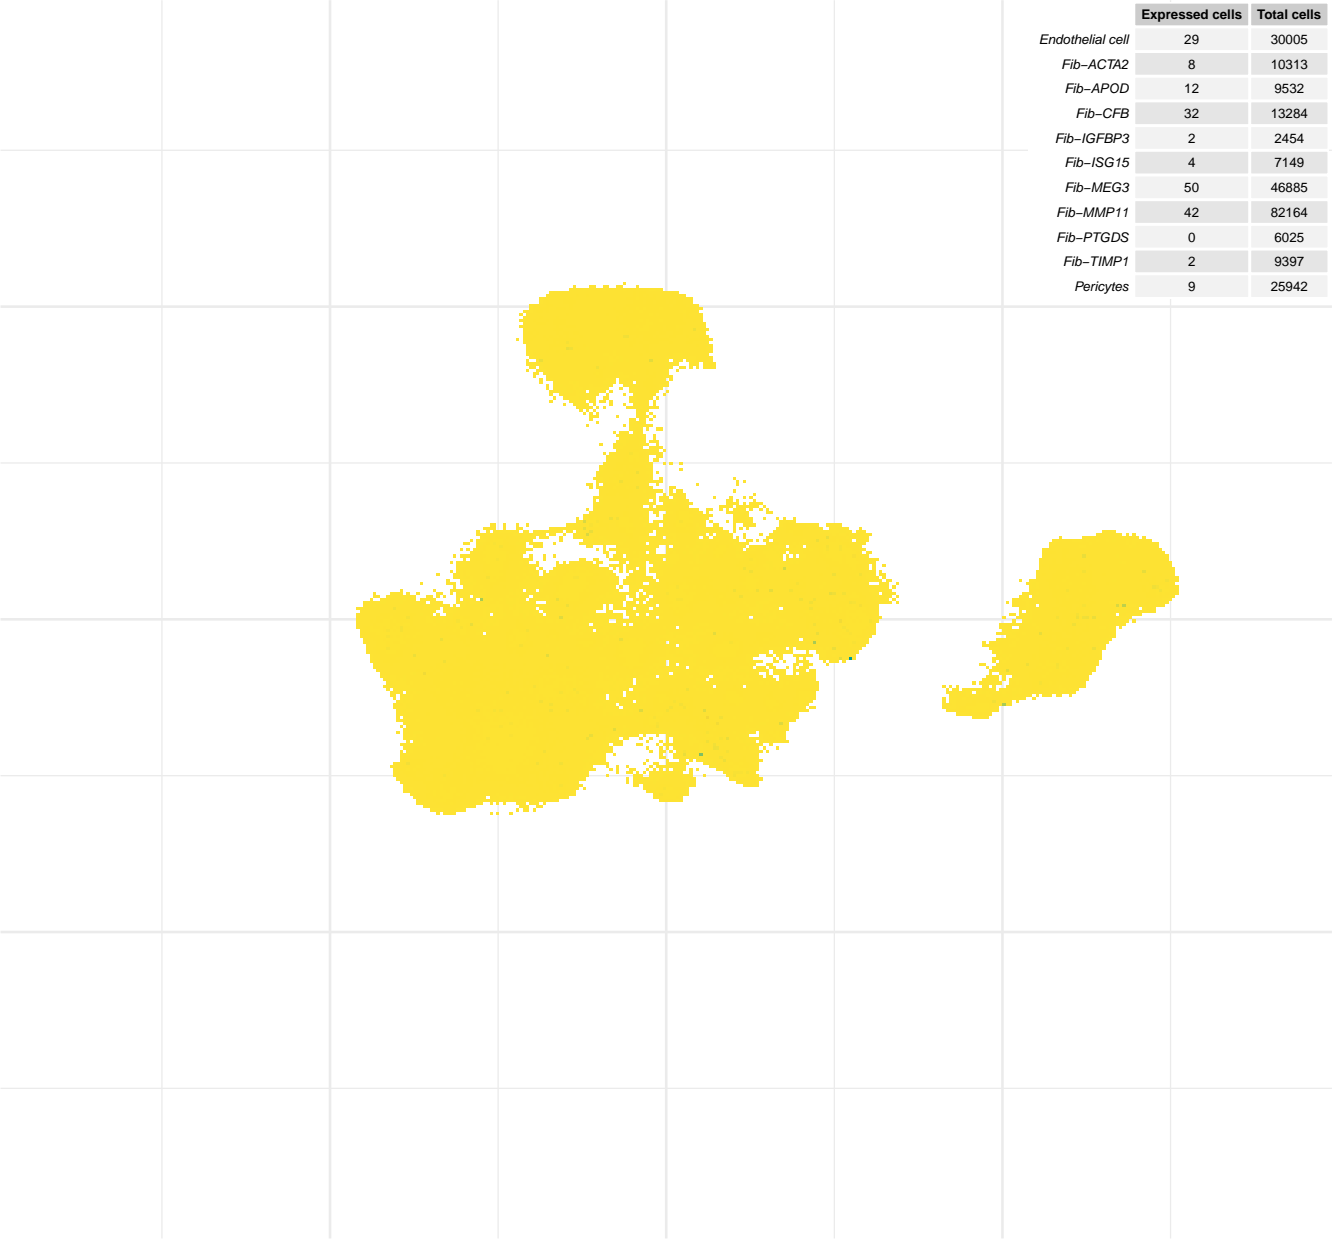 Expressed cells Total cells
Endothelial cell 29 30005
Fib−ACTA2 8 10313
Fib−APOD 12 9532
Fib−CFB 32 13284
Fib−IGFBP3 2 2454
Fib−ISG15 4 7149
Fib−MEG3 50 46885
Fib−MMP11 42 82164
Fib−PTGDS 0 6025
Fib−TIMP1 2 9397
Pericytes 9 25942